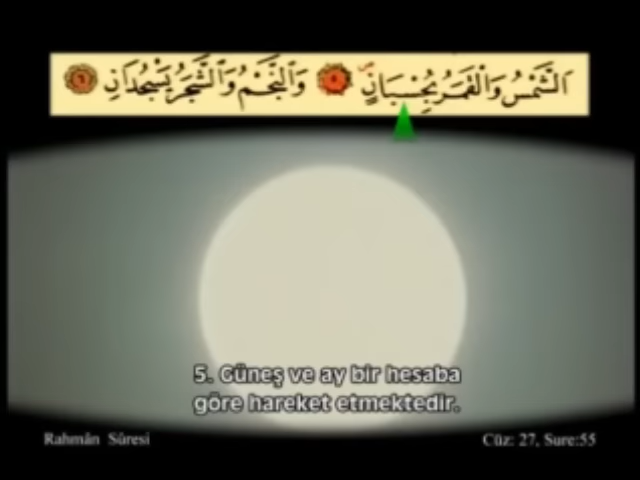 اَلشَّمْسُ وَالْقَمَرُ بِحُسْبَانٍ ﴿٥﴾ وَالنَّجْمُ وَالشَّجَرُ يَسْجُدَانِ ﴿٦﴾
5. Güneş ve ay bir hesaba
göre hareket etmektedir.
Rahmân Sûresi
Cüz: 27, Sure:55